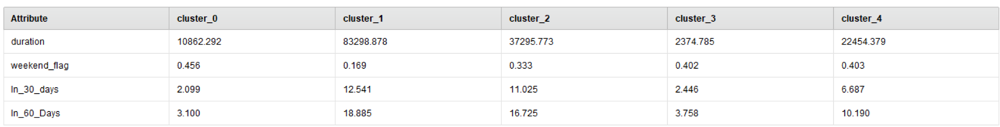 Attribute cluster_0 cluster_1 cluster_2 cluster_3 cluster_4
duration 10862.292 83298.878 37295.773 2374.785 22454.379
weekend_flag 0.456 0.169 0.333 0.402 0.403
In_30_days 2.099 12.541 11.025 2.446 6.687
In_60_Days 3.100 18.885 16.725 3.758 10.190